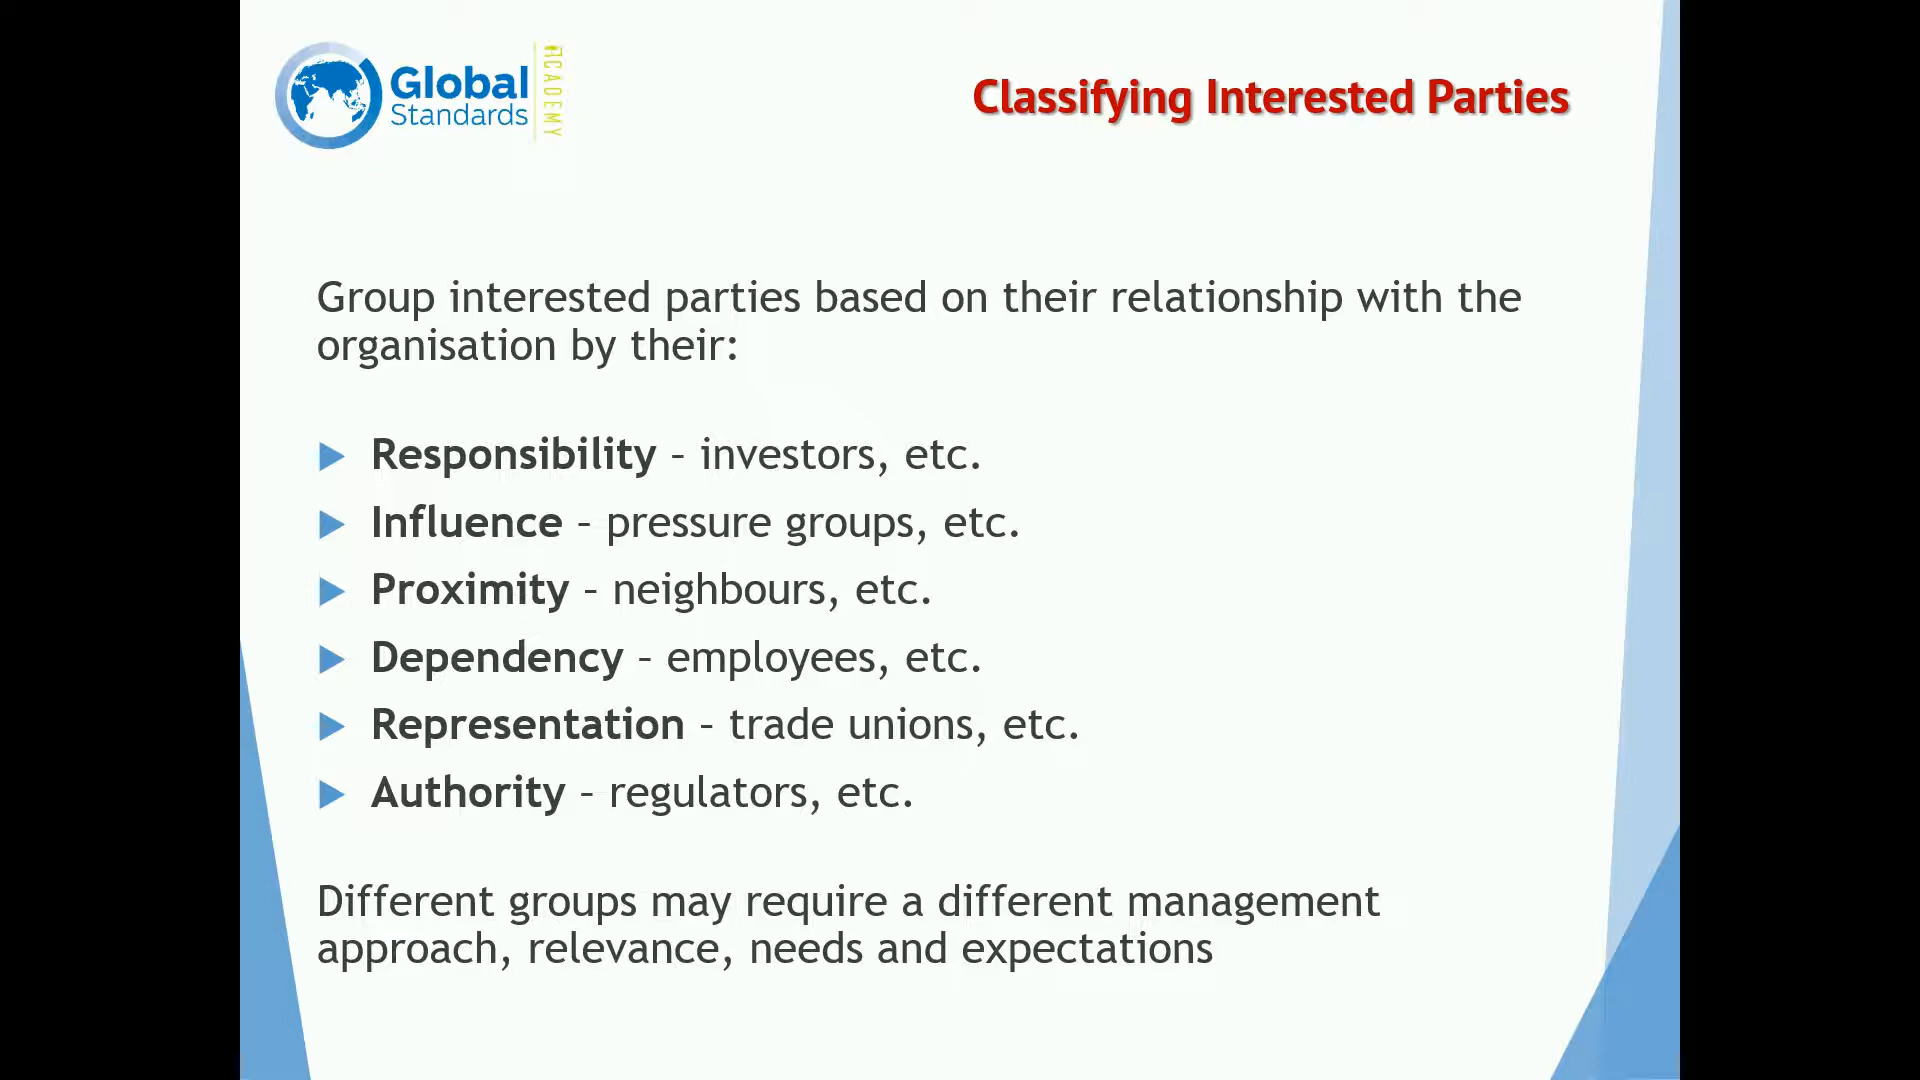 Global
Standards
ACADEMY
Classifying Interested Parties
Group interested parties based on their relationship with the
organisation by their:
Responsibility – investors, etc.
Influence – pressure groups, etc.
Proximity – neighbours, etc.
Dependency – employees, etc.
Representation – trade unions, etc.
Authority – regulators, etc.
Different groups may require a different management
approach, relevance, needs and expectations